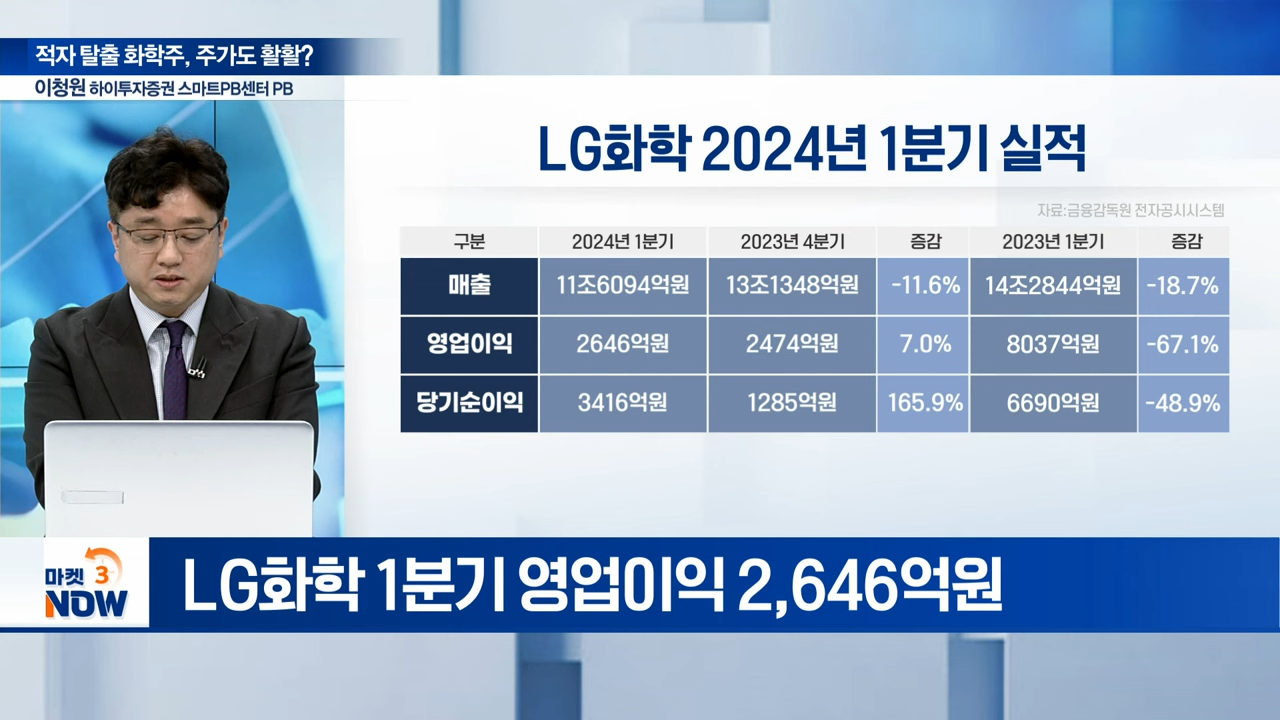 적자 탈출 화학주, 주가도 활활?
이청원 하이투자증권 스마트PB센터 PB
LG화학 2024년 1분기 실적
자료:금융감독원 전자공시시스템
구분 2024년 1분기 2023년 4분기 증감 2023년 1분기 증감
매출 11조6094억원 13조1348억원 -11.6% 14조2844억원 -18.7%
영업이익 2646억원 2474억원 7.0% 8037억원 -67.1%
당기순이익 3416억원 1285억원 165.9% 6690억원 -48.9%
마켓 3
NOW
LG화학 1분기 영업이익 2,646억원